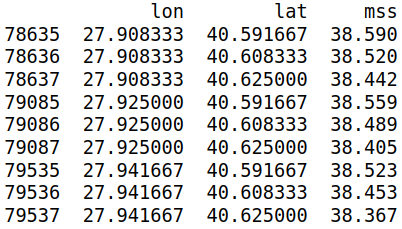 lon lat mss
78635 27.908333 40.591667 38.590
78636 27.908333 40.608333 38.520
78637 27.908333 40.625000 38.442
79085 27.925000 40.591667 38.559
79086 27.925000 40.608333 38.489
79087 27.925000 40.625000 38.405
79535 27.941667 40.591667 38.523
79536 27.941667 40.608333 38.453
79537 27.941667 40.625000 38.367